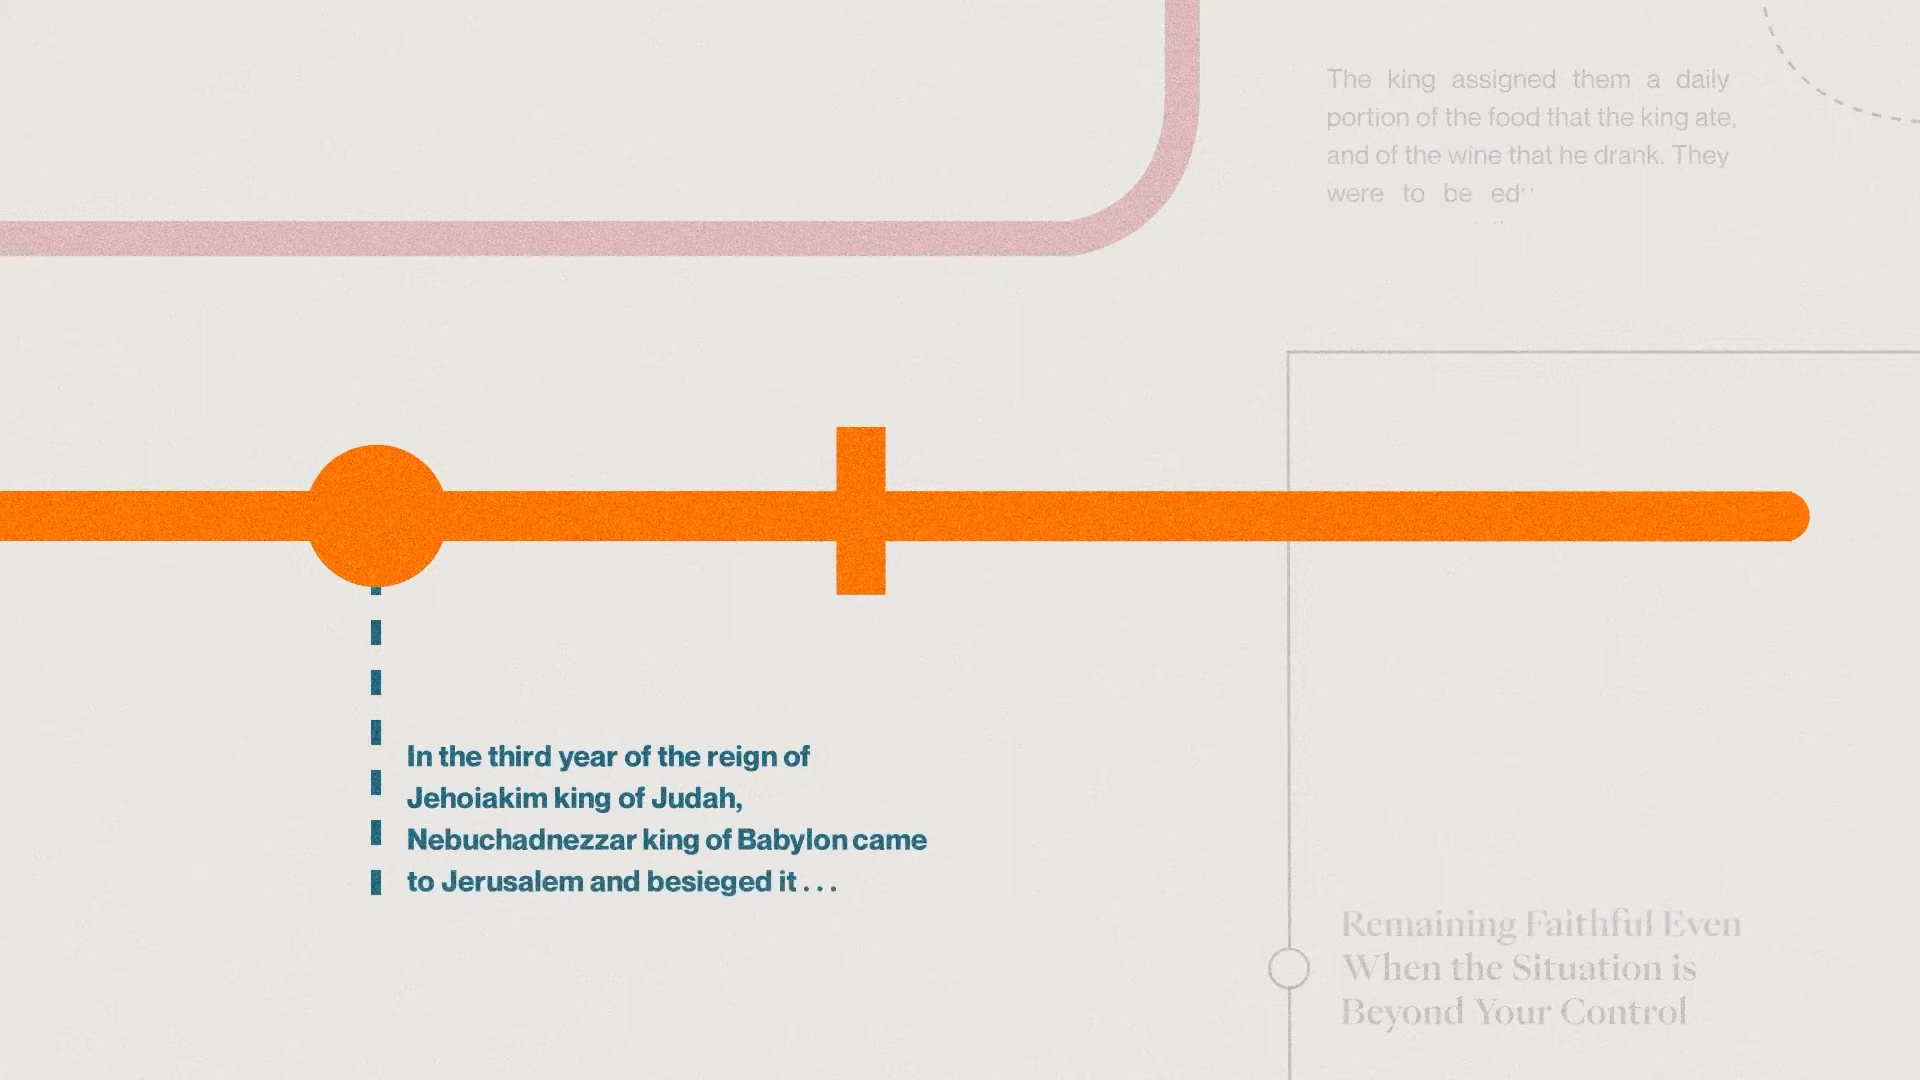 The king assigned them a daily
portion of the food that the king ate,
and of the wine that he drank. They
were to be
In the third year of the reign of
Jehoiakim king of Judah,
Nebuchadnezzar king of Babylon came
to Jerusalem and besieged it . . .
Remaining Faithful Even
When the Situation is
Beyond Your Control